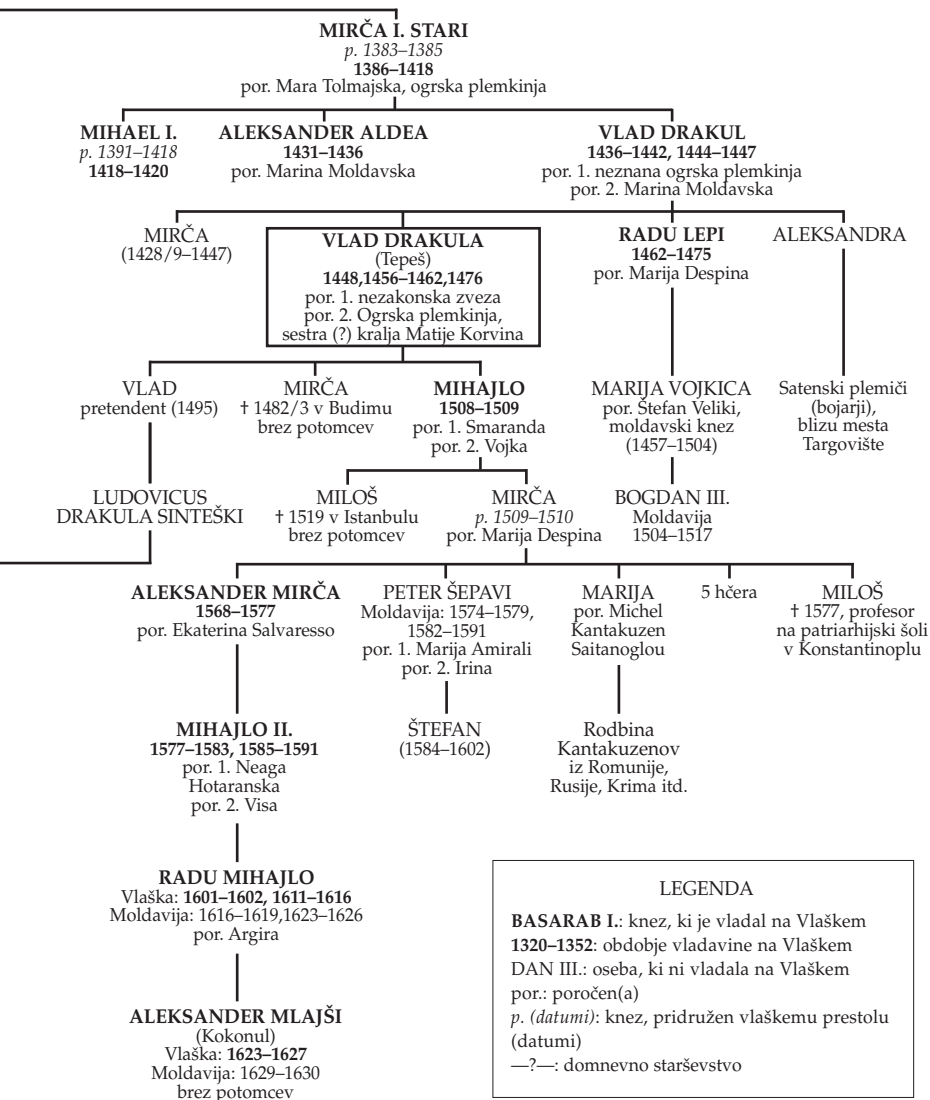 MIRČA I. STARI
p. 1383–1385
1386–1418
por. Mara Tolmajska, ogrska plemkinja
MIHAEL I.
p. 1391–1418
1418–1420
ALEKSANDER ALDEA
1431–1436
por. Marina Moldavska
VLAD DRAKUL
1436–1442, 1444–1447
por. 1. neznana ogrska plemkinja
por. 2. Marina Moldavska
MIRČA
(1428/9–1447)
VLAD DRAKULA
(Tepeš)
1448,1456–1462,1476
por. 1. nezakonska zveza
por. 2. Ogrska plemkinja,
sestra (?) kralja Matije Korvina
RADU LEPI
1462–1475
por. Marija Despina
ALEKSANDRA
VLAD
pretendent (1495)
MIRČA
† 1482/3 v Budimu
brez potomcev
MIHAJLO
1508–1509
por. 1. Smaranda
por. 2. Vojka
MARIJA VOJKICA
por. Štefan Veliki,
moldavski knez
(1457–1504)
Satenski plemiči
(bojarji),
blizu mesta
Targovište
LUDOVICUS
DRAKULA SINTEŠKI
MILOŠ
† 1519 v Istanbulu
brez potomcev
MIRČA
p. 1509–1510
por. Marija Despina
BOGDAN III.
Moldavija
1504–1517
ALEKSANDER MIRČA
1568–1577
por. Ekaterina Salvaresso
PETER ŠEPAVI
Moldavija: 1574–1579,
1582–1591
por. 1. Marija Amirali
por. 2. Irina
MARIJA
por. Michel
Kantakuzen
Saitanoglou
5 hčera
MILOŠ
† 1577, profesor
na patriarhijski šoli
v Konstantinoplu
MIHAJLO II.
1577–1583, 1585–1591
por. 1. Neaga
Hotaranska
por. 2. Visa
ŠTEFAN
(1584–1602)
Rodbina
Kantakuzenov
iz Romunije,
Rusije, Krima itd.
RADU MIHAJLO
Vlaška: 1601–1602, 1611–1616
Moldavija: 1616–1619,1623–1626
por. Argira
ALEKSANDER MLAJŠI
(Kokonul)
Vlaška: 1623–1627
Moldavija: 1629–1630
brez potomcev
LEGENDA
BASARAB I.: knez, ki je vladal na Vlaškem
1320–1352: obdobje vladavine na Vlaškem
DAN III.: oseba, ki ni vladala na Vlaškem
por.: poročen(a)
p. (datumi): knez, pridružen vlaškemu prestolu
(datumi)
—?—: domnevno starševstvo